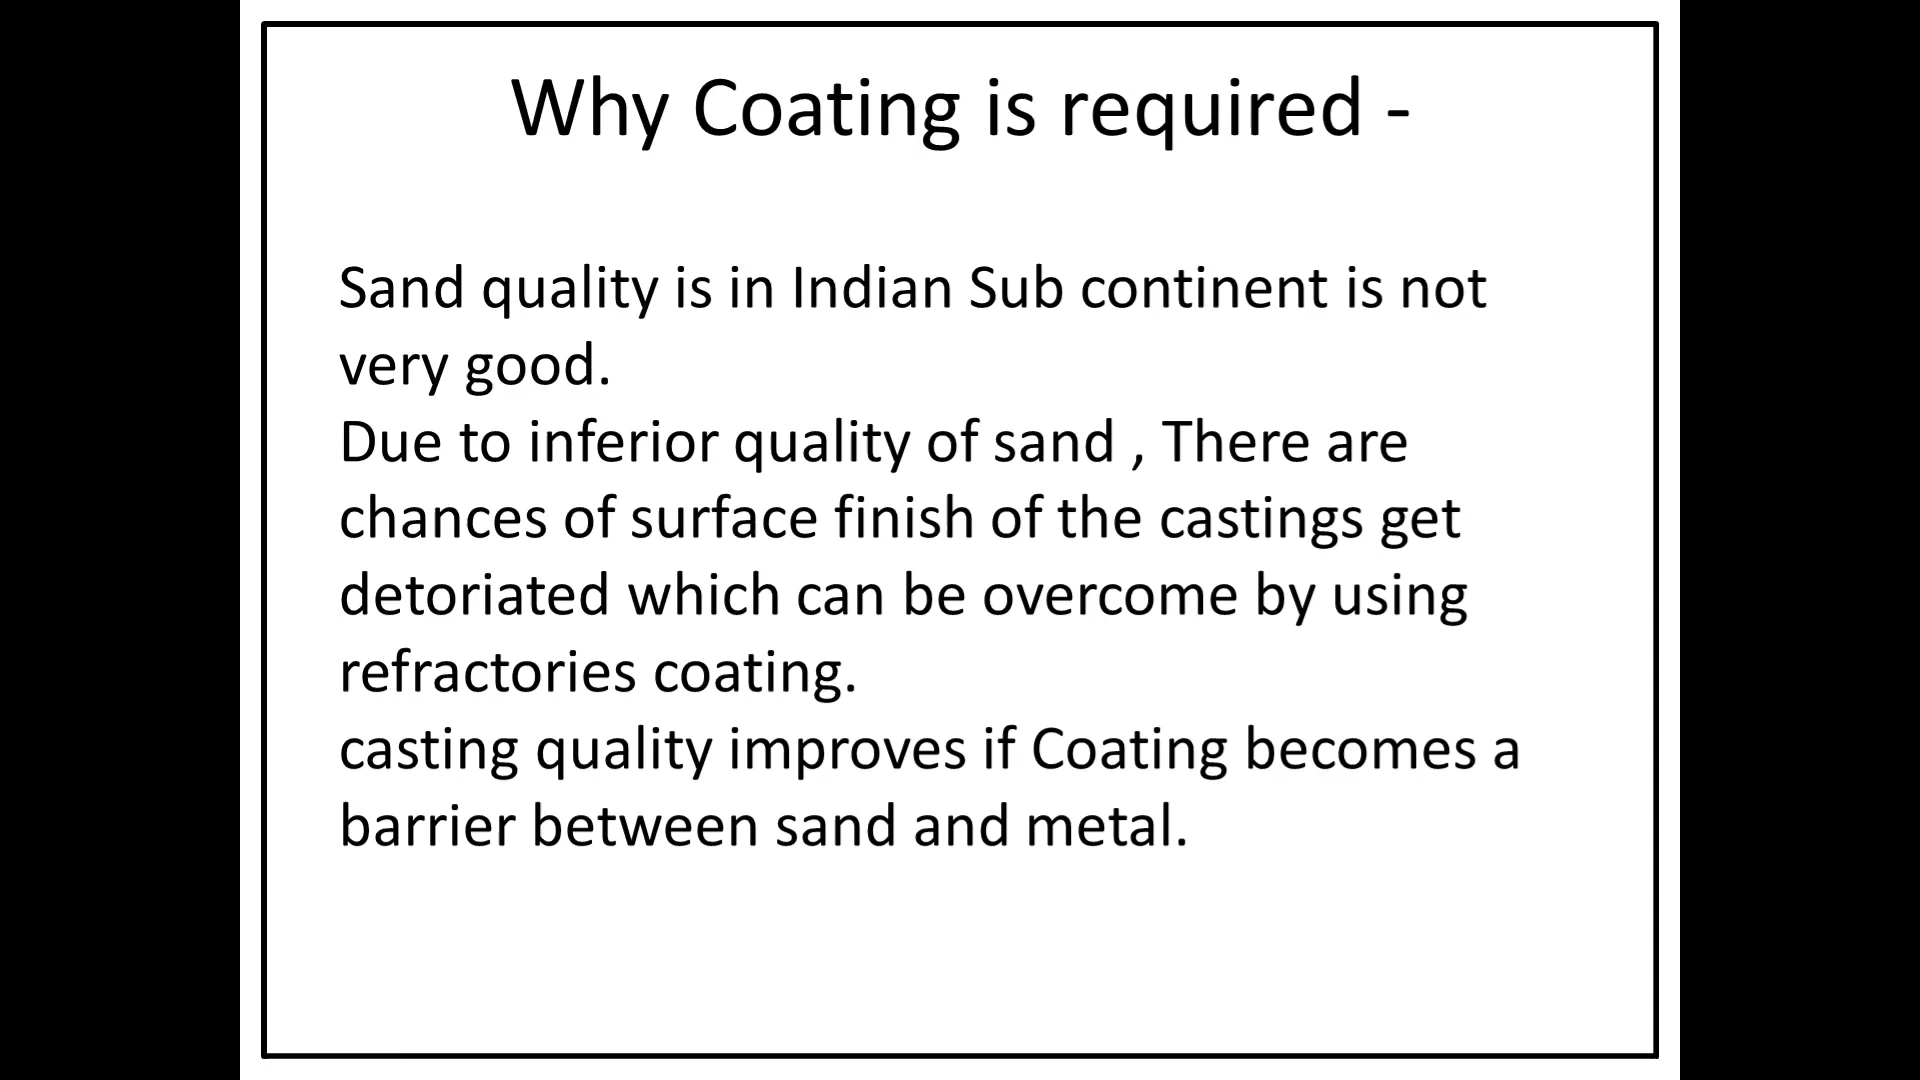 Why Coating is required -
Sand quality is in Indian Sub continent is not
very good.
Due to inferior quality of sand , There are
chances of surface finish of the castings get
detoriated which can be overcome by using
refractories coating.
casting quality improves if Coating becomes a
barrier between sand and metal.